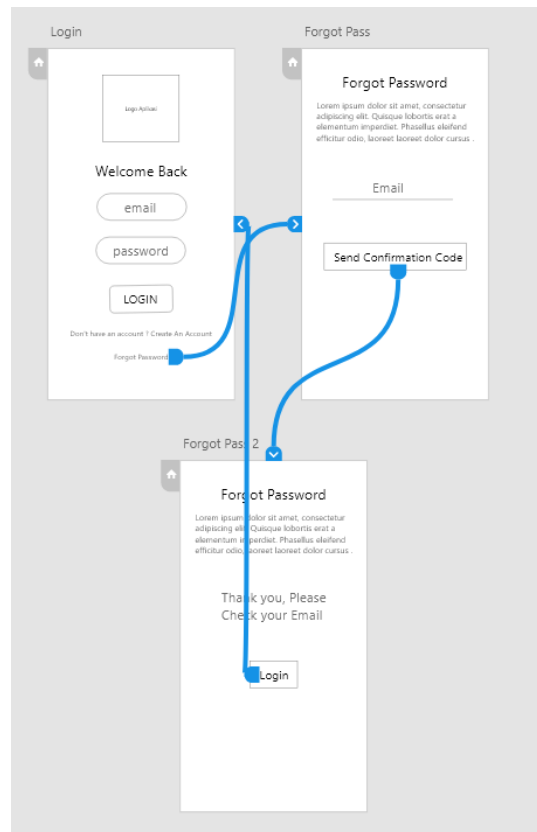 Login
Logo Aplikasi
Welcome Back
email
password
LOGIN
Don't have an account ? Create An Account
Forgot Password
Forgot Pass
Forgot Password
Lorem ipsum dolor sit amet, consectetur
adipiscing elit. Quisque lobortis erat a
elementum imperdiet. Phasellus eleifend
efficitur odio, laoreet laoreet dolor cursus .
Email
Send Confirmation Code
Forgot Pass 2
Forgot Password
Lorem ipsum dolor sit amet, consectetur
adipiscing elit. Quisque lobortis erat a
elementum imperdiet. Phasellus eleifend
efficitur odio, laoreet laoreet dolor cursus .
Thank you, Please
Check your Email
Login